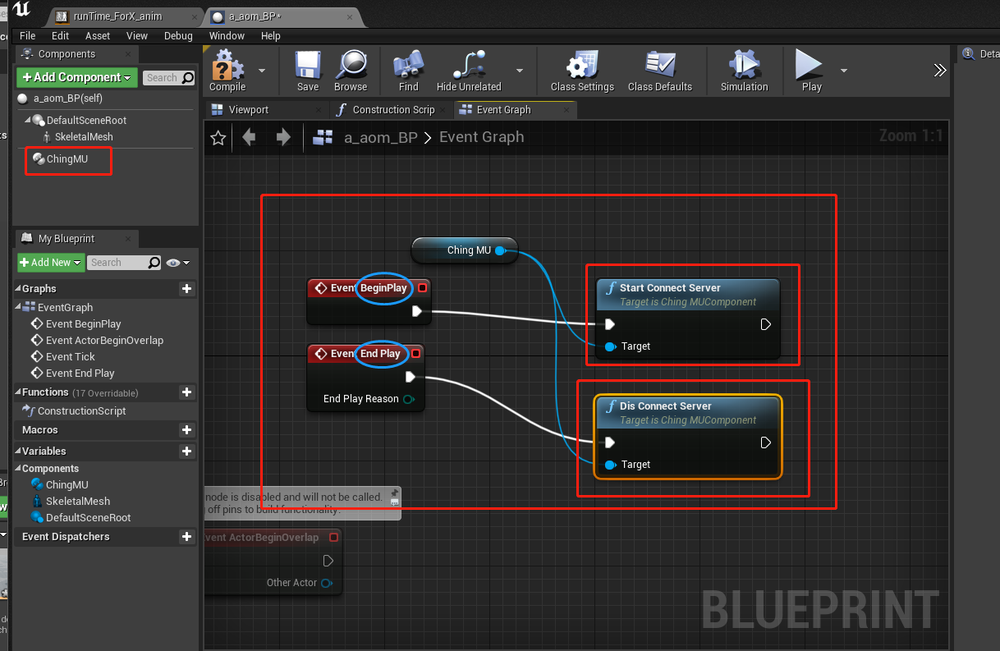 runTime_ForX_anim
a_aom_BP*
File Edit Asset View Debug Window Help
Components
+Add Component
Search
a_aom_BP(self)
DefaultSceneRoot
SkeletalMesh
ChingMU
My Blueprint
+Add New
Search
Graphs
EventGraph
Event BeginPlay
Event ActorBeginOverlap
Event Tick
Event End Play
Functions (17 Overridable)
ConstructionScript
Macros
Variables
Components
ChingMU
SkeletalMesh
DefaultSceneRoot
Event Dispatchers
Compile
Save
Browse
Find
Hide Unrelated
Class Settings
Class Defaults
Simulation
Play
Deta
Viewport
Construction Scrip
Event Graph
a_aom_BP > Event Graph
Zoom 1:1
Ching MU
Event BeginPlay
Start Connect Server
Target is Ching MUComponent
Target
Event End Play
End Play Reason
Dis Connect Server
Target is Ching MUComponent
Target
node is disabled and will not be called.
off pins to build functionality.
vent ActorBeginOverlap
Other Actor
BLUEPRINT